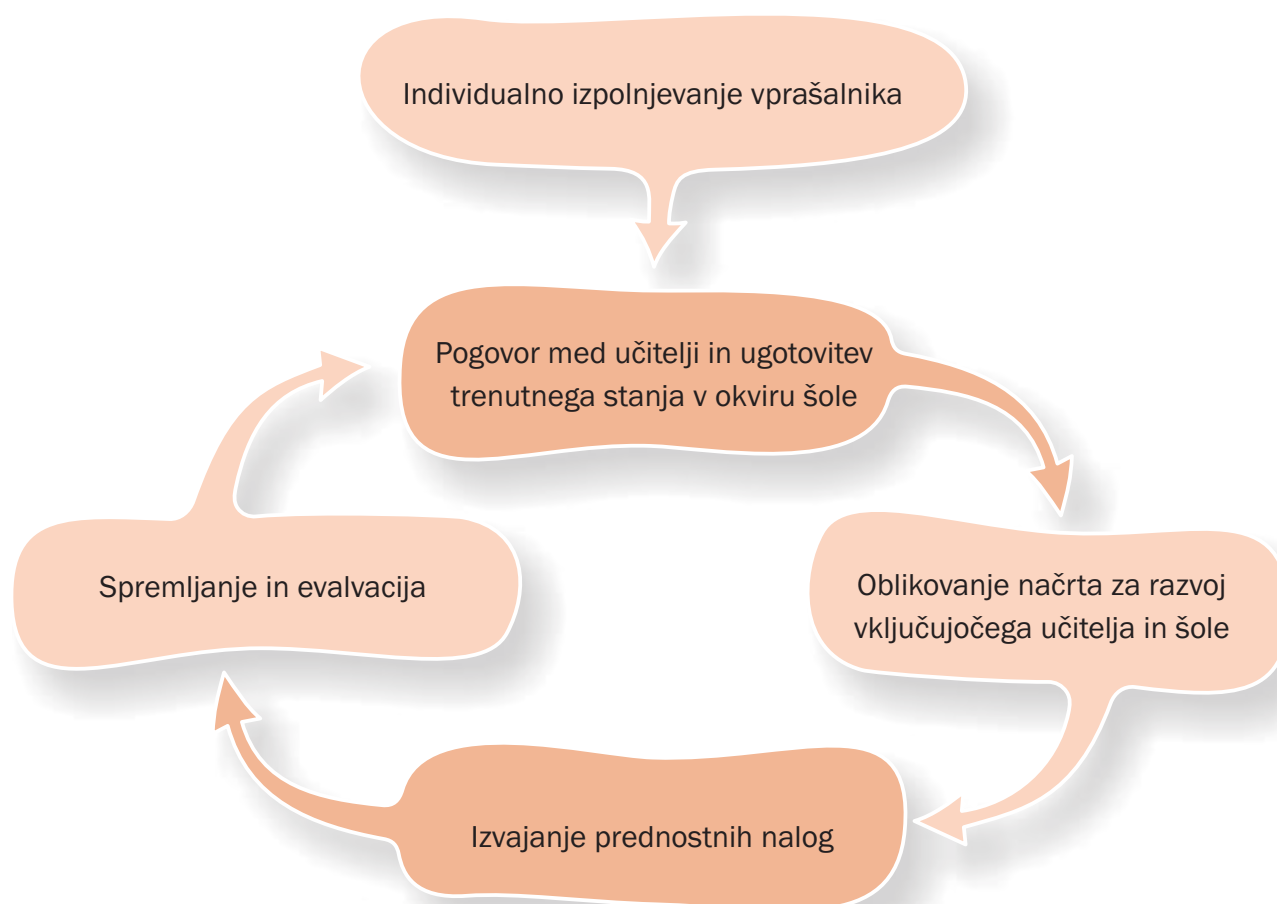 Individualno izpolnjevanje vprašalnika
Pogovor med učitelji in ugotovitev
trenutnega stanja v okviru šole
Oblikovanje načrta za razvoj
vključujočega učitelja in šole
Izvajanje prednostnih nalog
Spremljanje in evalvacija